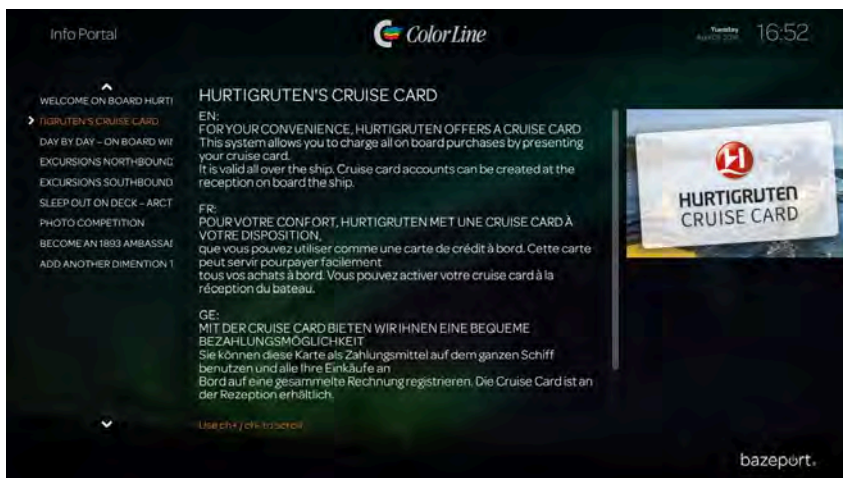 Info Portal
Color Line
Tuesday
16:52
WELCOME ON BOARD HURTI
TIGRUTEN'S CRUISE CARD
DAY BY DAY – ON BOARD WIT
EXCURSIONS NORTHBOUND
EXCURSIONS SOUTHBOUND
SLEEP OUT ON DECK – ARCT
PHOTO COMPETITION
BECOME AN 1893 AMBASSAI
ADD ANOTHER DIMENTION T
HURTIGRUTEN'S CRUISE CARD
EN:
FOR YOUR CONVENIENCE, HURTIGRUTEN OFFERS A CRUISE CARD
This system allows you to charge all on board purchases by presenting
your cruise card.
It is valid all over the ship. Cruise card accounts can be created at the
reception on board the ship.
FR:
POUR VOTRE CONFORT, HURTIGRUTEN MET UNE CRUISE CARD À
VOTRE DISPOSITION,
que vous pouvez utiliser comme une carte de crédit à bord. Cette carte
peut servir pourpayer facilement
tous vos achats à bord. Vous pouvez activer votre cruise card à la
réception du bateau.
GE:
MIT DER CRUISE CARD BIETEN WIR IHNEN EINE BEQUEME
BEZAHLUNGSMÖGLICHKEIT
Sie können diese Karte als Zahlungsmittel auf dem ganzen Schiff
benutzen und alle Ihre Einkäufe an
Bord auf eine gesammelte Rechnung registrieren. Die Cruise Card ist an
der Rezeption erhältlich.
Use ch+ / ch- to scroll
HURTIGRUTEN
CRUISE CARD
bazeport.